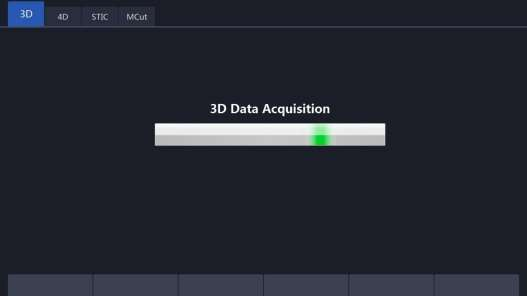 3D
4D
STIC
MCut
3D Data Acquisition